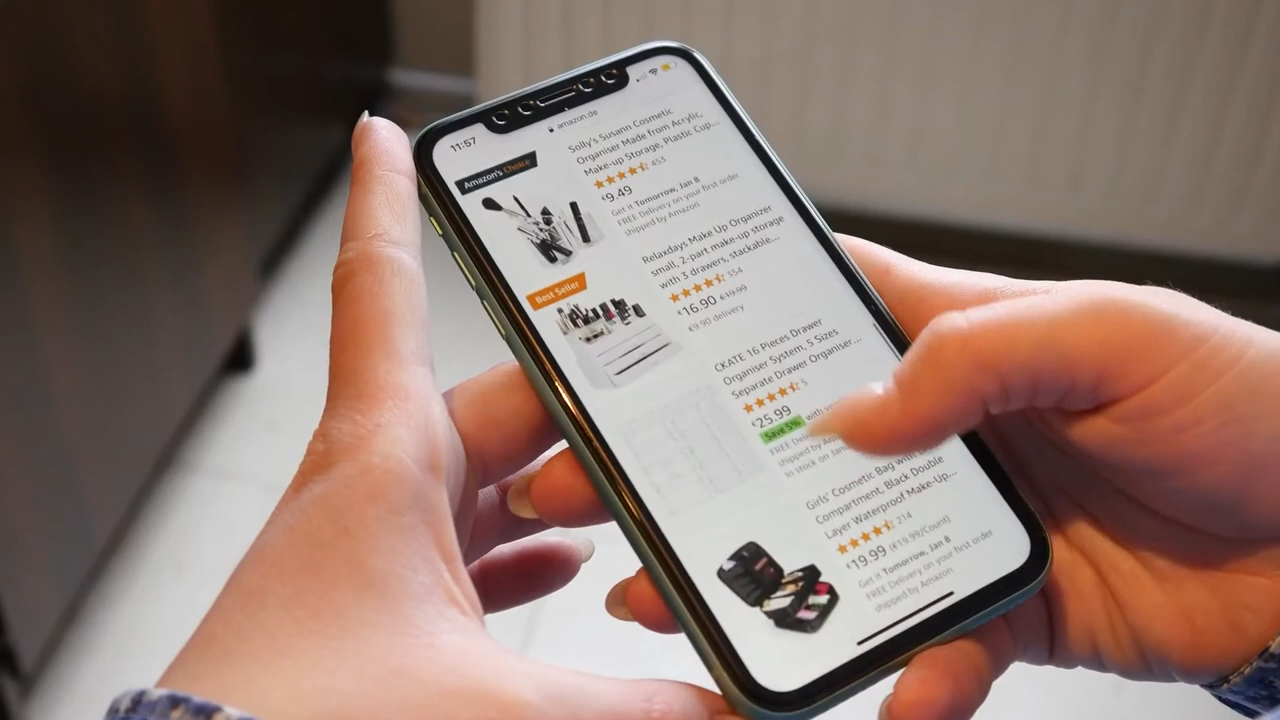 11:57
amazon.de
Amazon's Choice
Solly's Susann Cosmetic
Organiser Made from Acrylic,
Make-up Storage, Plastic Cup...
453
€9.49
Get it Tomorrow, Jan 8
FREE Delivery on your first order
shipped by Amazon
Best Seller
Relaxdays Make Up Organizer
small, 2-part make-up storage
with 3 drawers, stackable...
354
€16.90 €19.99
€9.90 delivery
CKATE 16 Pieces Drawer
Organiser System, 5 Sizes
Separate Drawer Organiser...
5
€25.99
Save 5% with
FREE
shipped by
in stock on
Girls' Cosmetic Bag with
Compartment, Black Double
Layer Waterproof Make-Up...
214
€19.99 (€19.99/Count)
Get it Tomorrow, Jan 8
FREE Delivery on your first order
shipped by Amazon